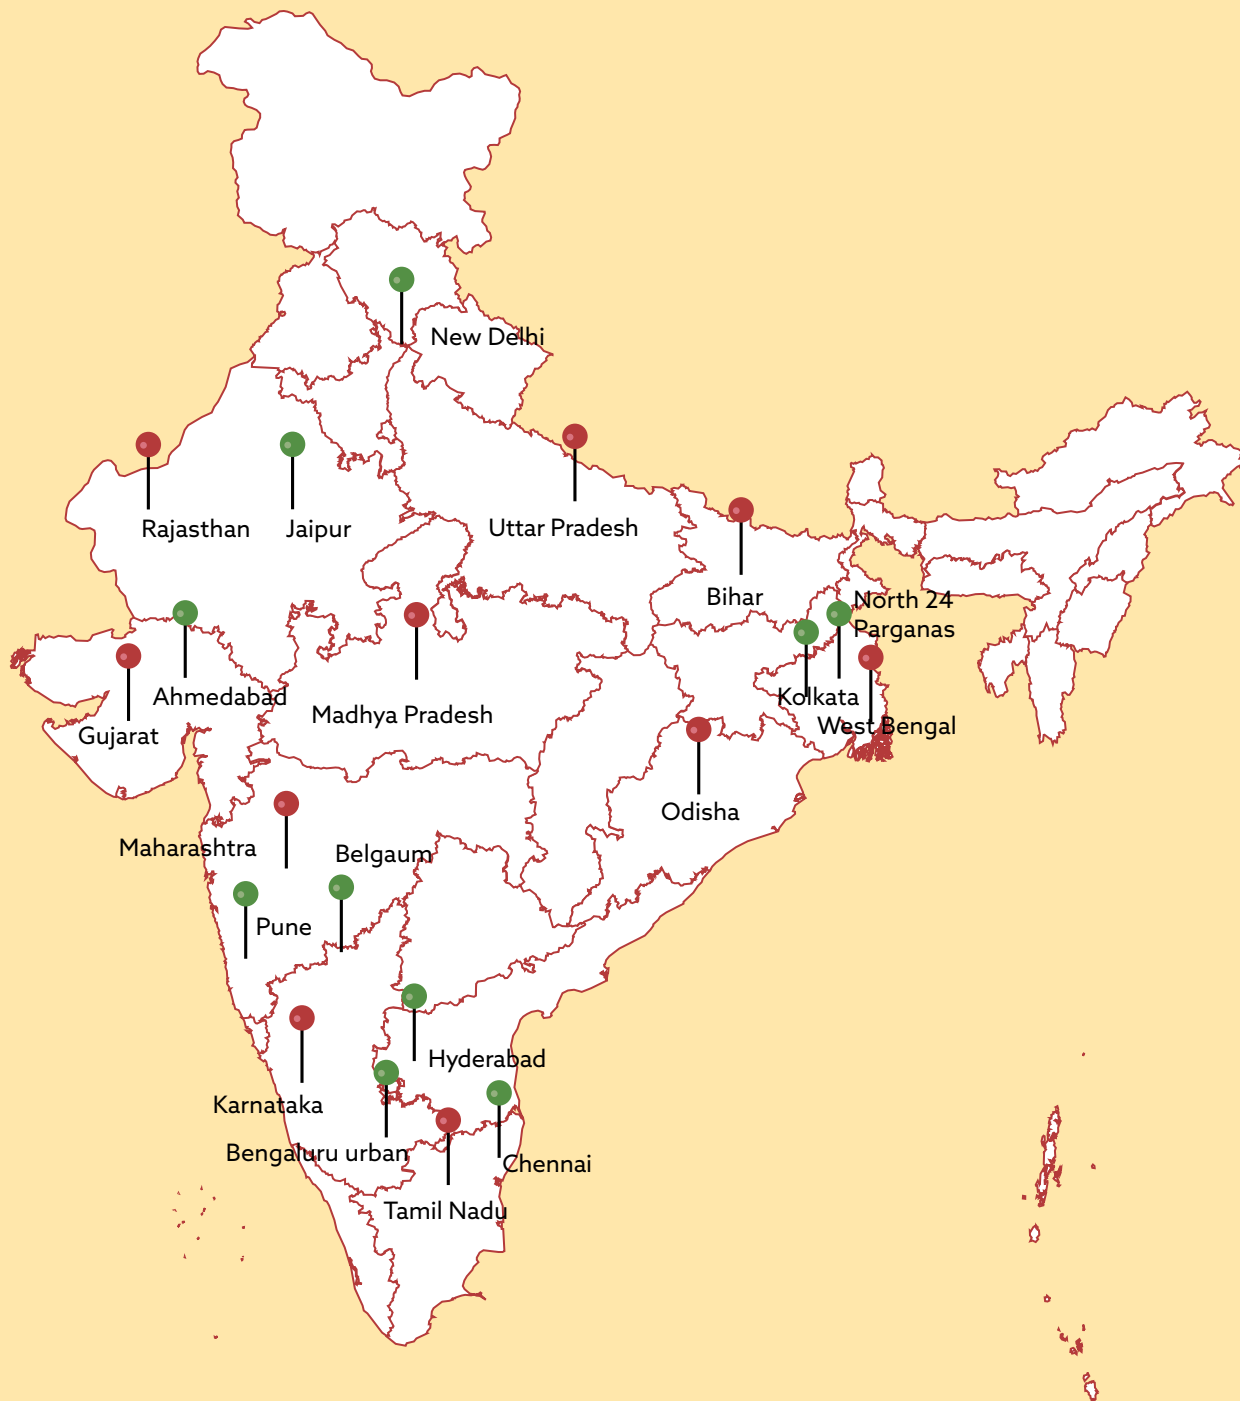 New Delhi
Rajasthan
Jaipur
Uttar Pradesh
Bihar
North 24
Parganas
Ahmedabad
Kolkata
Madhya Pradesh
West Bengal
Gujarat
Odisha
Maharashtra
Belgaum
Pune
Hyderabad
Karnataka
Bengaluru urban
Chennai
Tamil Nadu